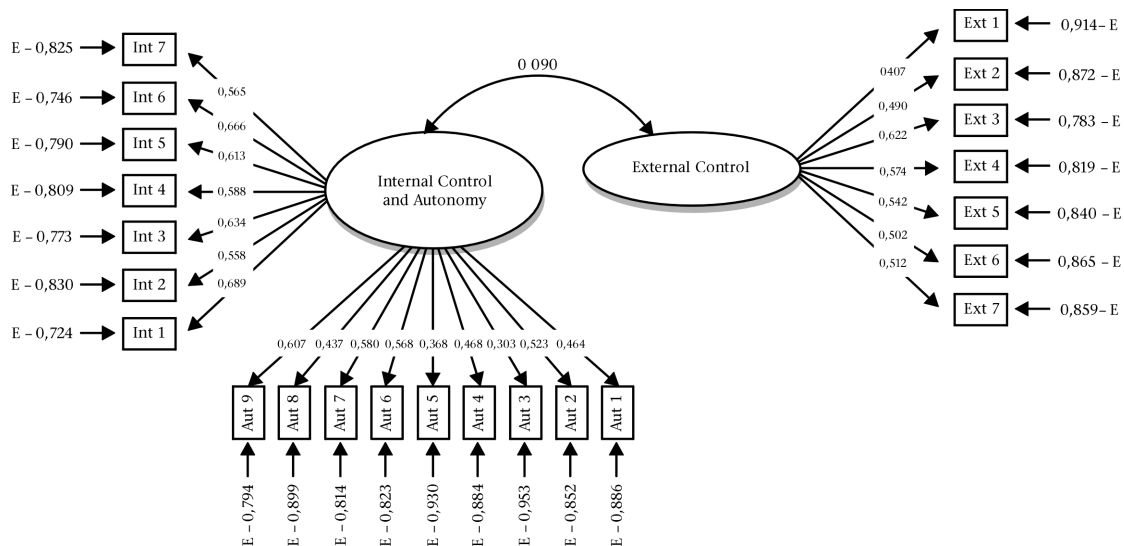 0 090
E – 0,825 Int 7 0,565
E – 0,746 Int 6 0,666
E – 0,790 Int 5 0,613
E – 0,809 Int 4 0,588
E – 0,773 Int 3 0,634
E – 0,830 Int 2 0,558
E – 0,724 Int 1 0,689
Internal Control
and Autonomy
External Control
0407 Ext 1 0,914– E
0,490 Ext 2 0,872 – E
0,622 Ext 3 0,783 – E
0,574 Ext 4 0,819 – E
0,542 Ext 5 0,840 – E
0,502 Ext 6 0,865 – E
0,512 Ext 7 0,859– E
0,607 0,437 0,580 0,568 0,368 0,468 0,303 0,523 0,464
Aut 9 Aut 8 Aut 7 Aut 6 Aut 5 Aut 4 Aut 3 Aut 2 Aut 1
E – 0,794 E – 0,899 E – 0,814 E – 0,823 E – 0,930 E – 0,884 E – 0,953 E – 0,852 E – 0,886